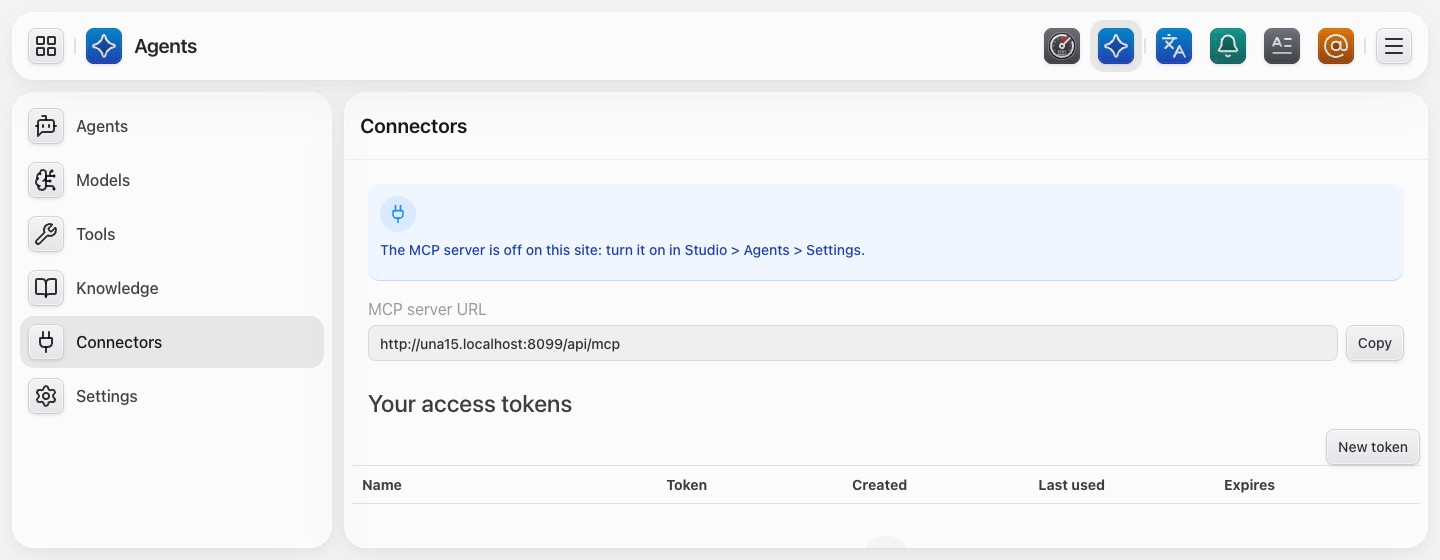 Agents
Agents
Models
Tools
Knowledge
Connectors
Settings
Connectors
The MCP server is off on this site: turn it on in Studio > Agents > Settings.
MCP server URL
http://una15.localhost:8099/api/mcp
Copy
Your access tokens
New token
Name Token Created Last used Expires